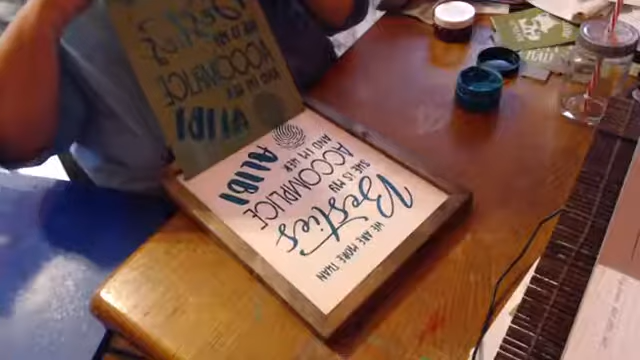 WE ARE MORE THAN
Besties
SHE IS MY
ACCOMPLICE
AND I'M HER
ALIBI